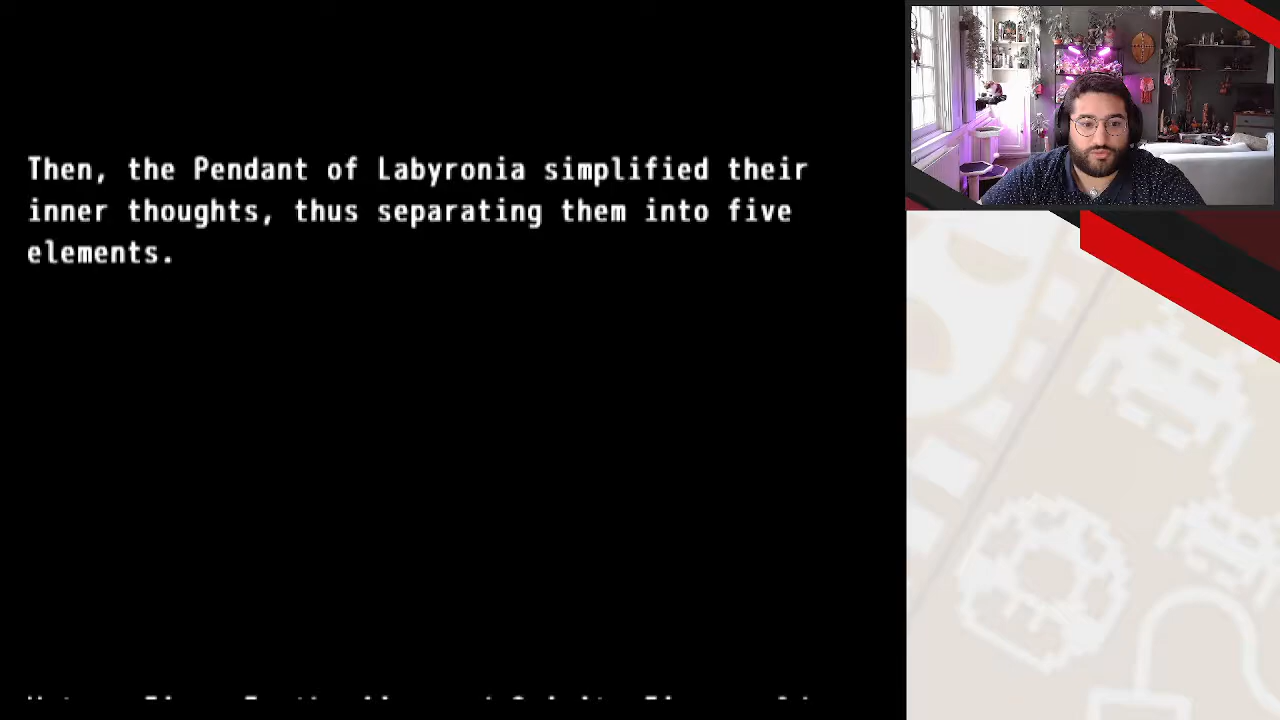 Then, the Pendant of Labyronia simplified their
inner thoughts, thus separating them into five
elements.